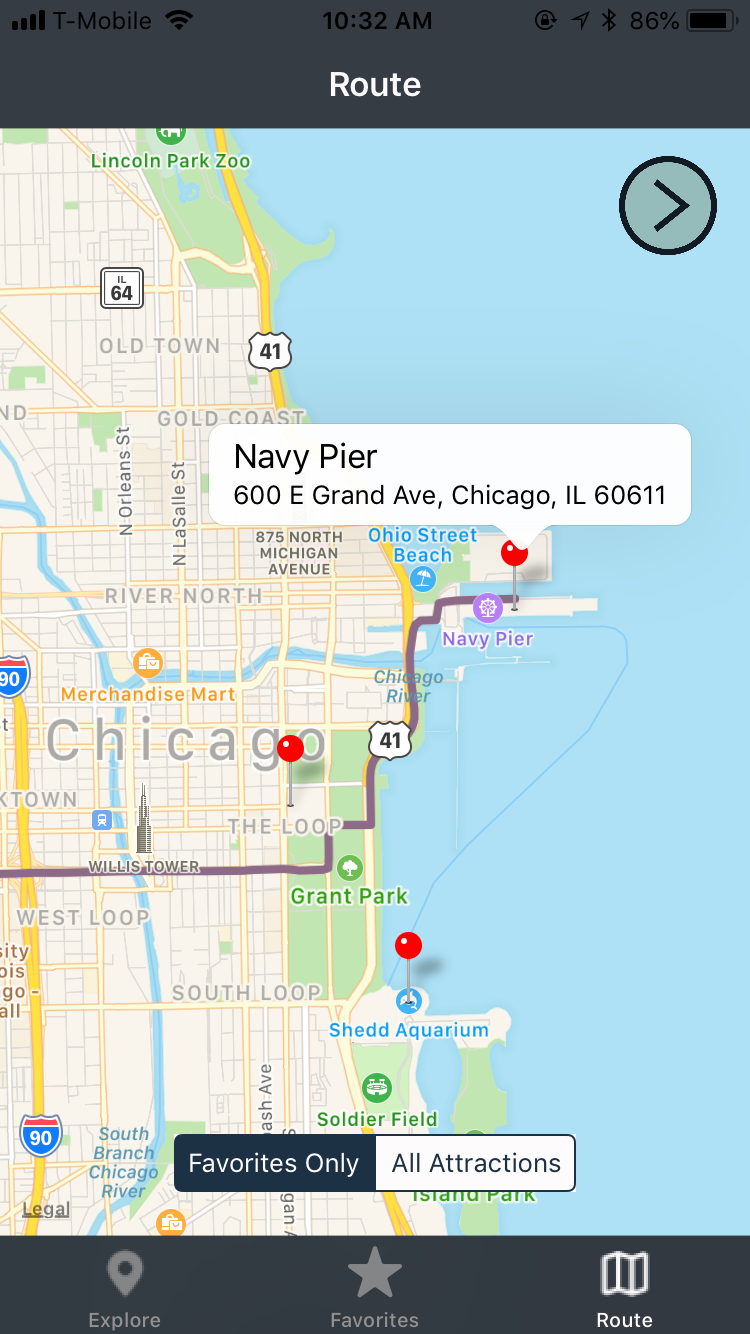 T-Mobile 10:32 AM 86%
Route
Lincoln Park Zoo
IL
64
OLD TOWN
41
GOLD COAST
N Orleans St
N LaSalle St
Navy Pier
600 E Grand Ave, Chicago, IL 60611
875 NORTH
MICHIGAN
AVENUE
Ohio Street
Beach
RIVER NORTH
Navy Pier
90
Merchandise Mart
Chicago
River
Chicago
41
THE LOOP
WILLIS TOWER
Grant Park
WEST LOOP
SOUTH LOOP
Shedd Aquarium
Soldier Field
90
South
Branch
Chicago
River
Favorites Only All Attractions
Island Park
Legal
Explore Favorites Route